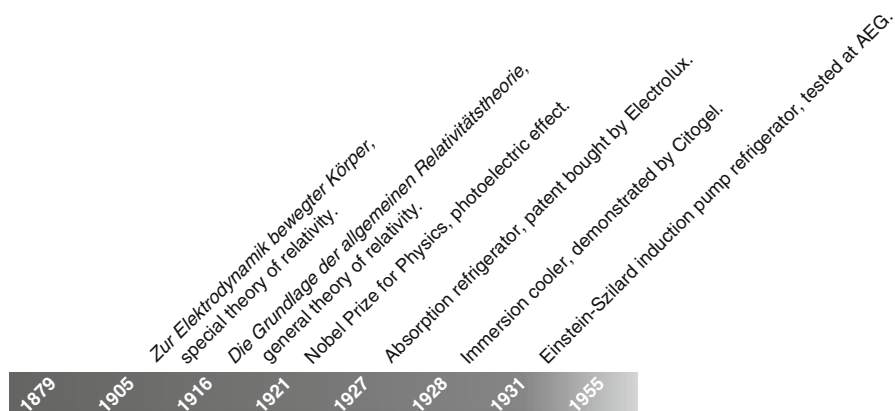 Zur Elektrodynamik bewegter Körper,
special theory of relativity.
Die Grundlage der allgemeinen Relativitätstheorie,
general theory of relativity.
Nobel Prize for Physics, photoelectric effect.
Absorption refrigerator, patent bought by Electrolux.
Immersion cooler, demonstrated by Citogel.
Einstein-Szilard induction pump refrigerator, tested at AEG.
1879
1905
1916
1921
1927
1928
1931
1955